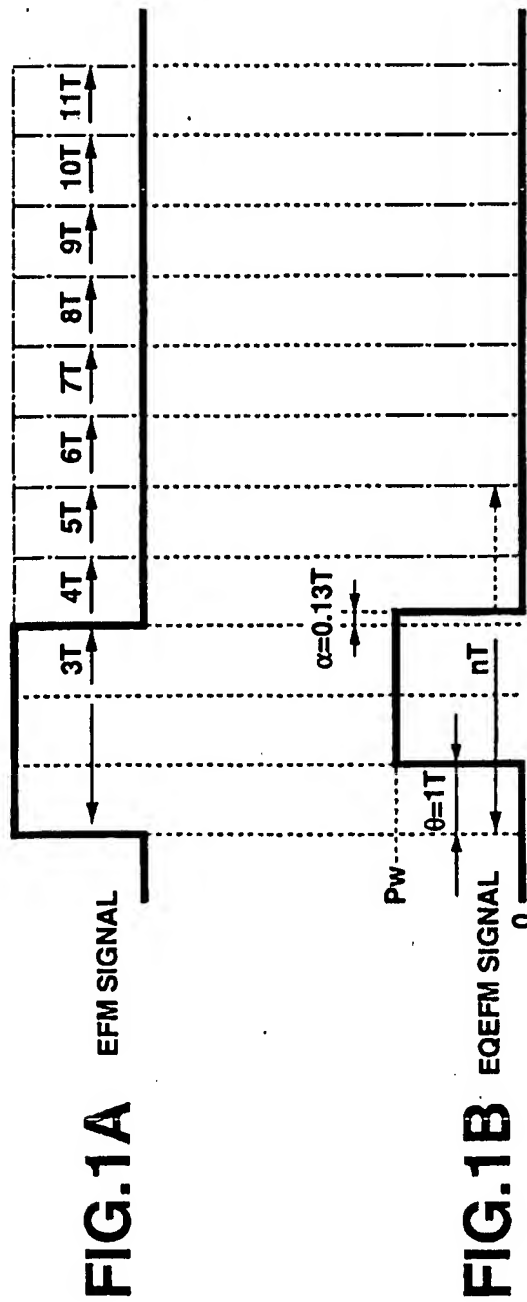 FIG.1A EFM SIGNAL
3T 4T 5T 6T 7T 8T 9T 10T 11T
FIG.1B EQEFM SIGNAL
Pw
0
θ=1T
nT
α=0.13T